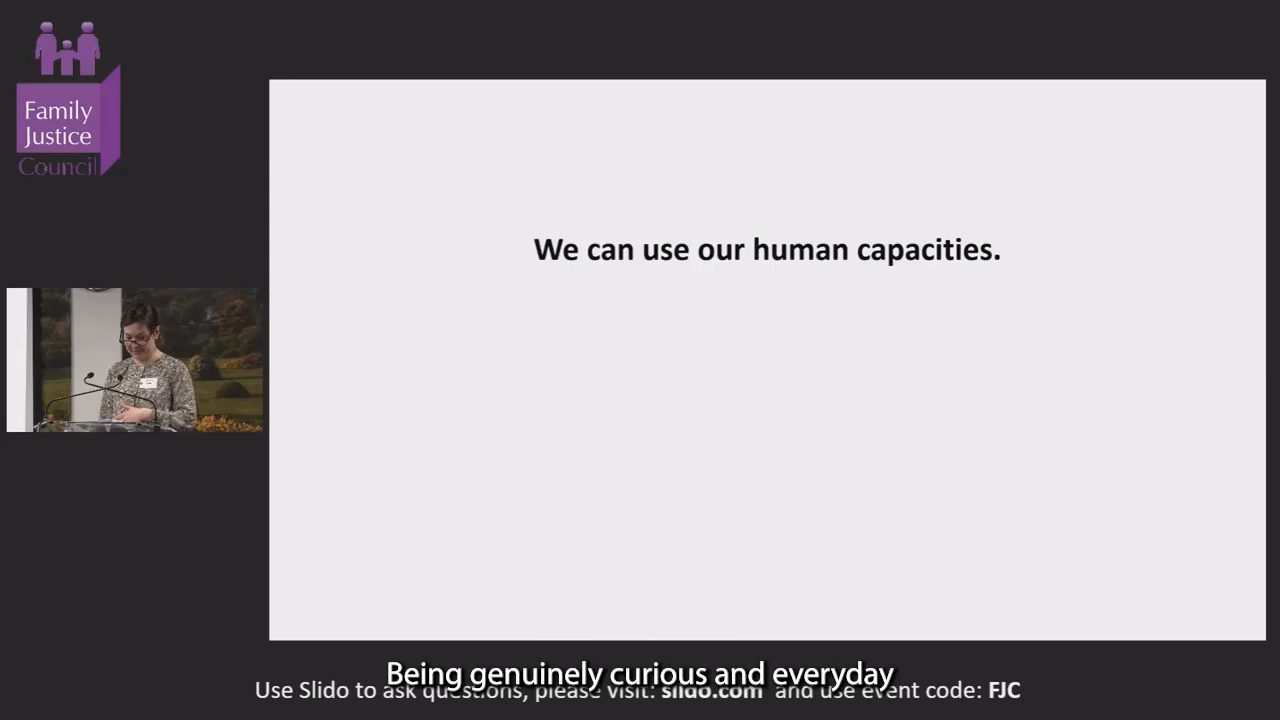 Family
Justice
Council
We can use our human capacities.
Being genuinely curious and everyday
Use Slido to ask questions, please visit: slido.com and use event code: FJC